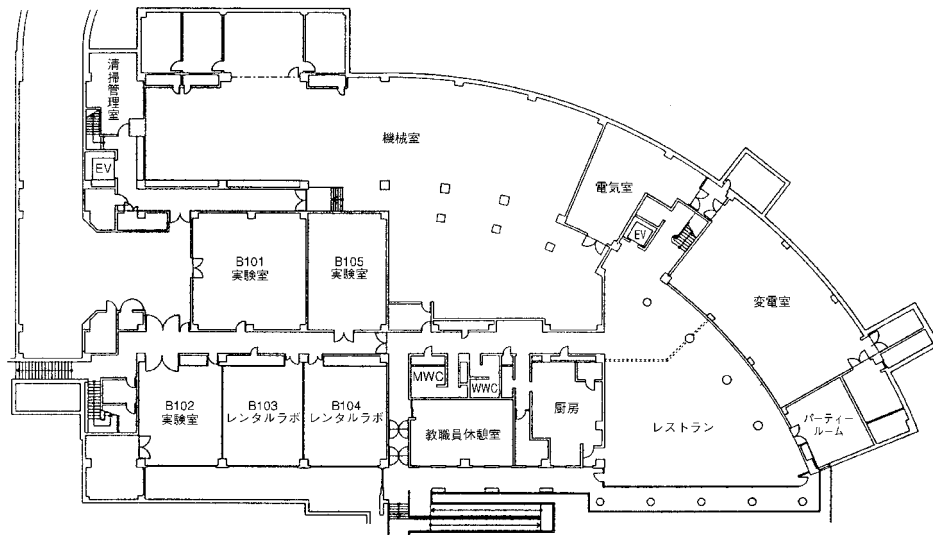 清掃管理室
EV
機械室
電気室
EV
B101
実験室
B105
実験室
変電室
B102
実験室
B103
レンタルラボ
B104
レンタルラボ
MWC
WWC
厨房
教職員休憩室
レストラン
パーティー
ルーム